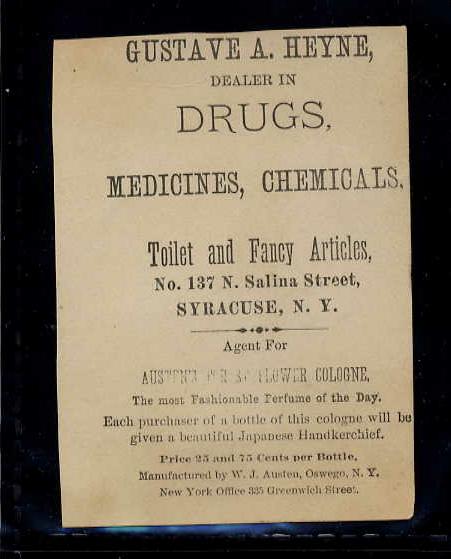 GUSTAVE A. HEYNE,
DEALER IN
DRUGS,
MEDICINES, CHEMICALS,
Toilet and Fancy Articles,
No. 137 N. Salina Street,
SYRACUSE, N. Y.
Agent For
FLOWER COLOGNE,
The most Fashionable Perfume of the Day.
Each purchaser of a bottle of this cologne will be
given a beautiful Japanese Handkerchief.
Price 25 and 75 Cents per Bottle.
Manufactured by W. J. Austen, Oswego, N. Y.
New York Office 335 Greenwich Street.